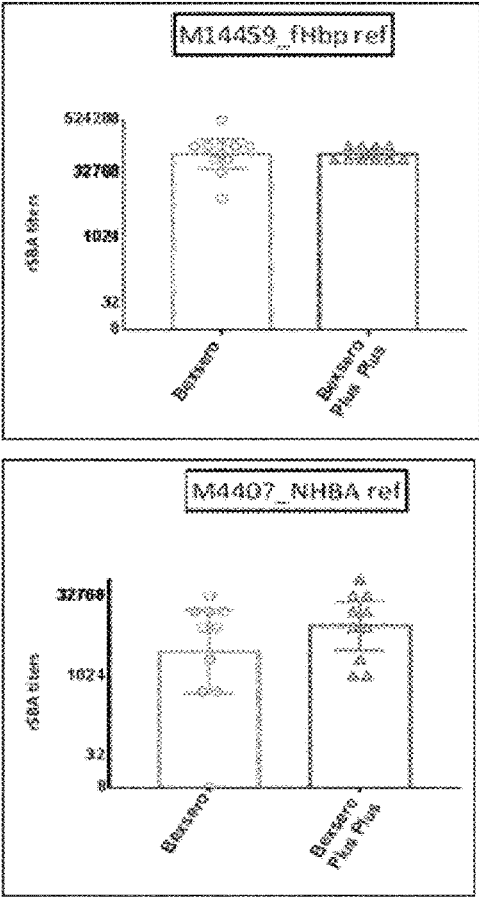 M14459_fHbp ref
524288
32768
1024
32
8
rSBA titers
Bexsero
Bexsero
Plus Plus
M4407_NHBA ref
32768
1024
32
8
rSBA titers
Bexsero
Bexsero
Plus Plus